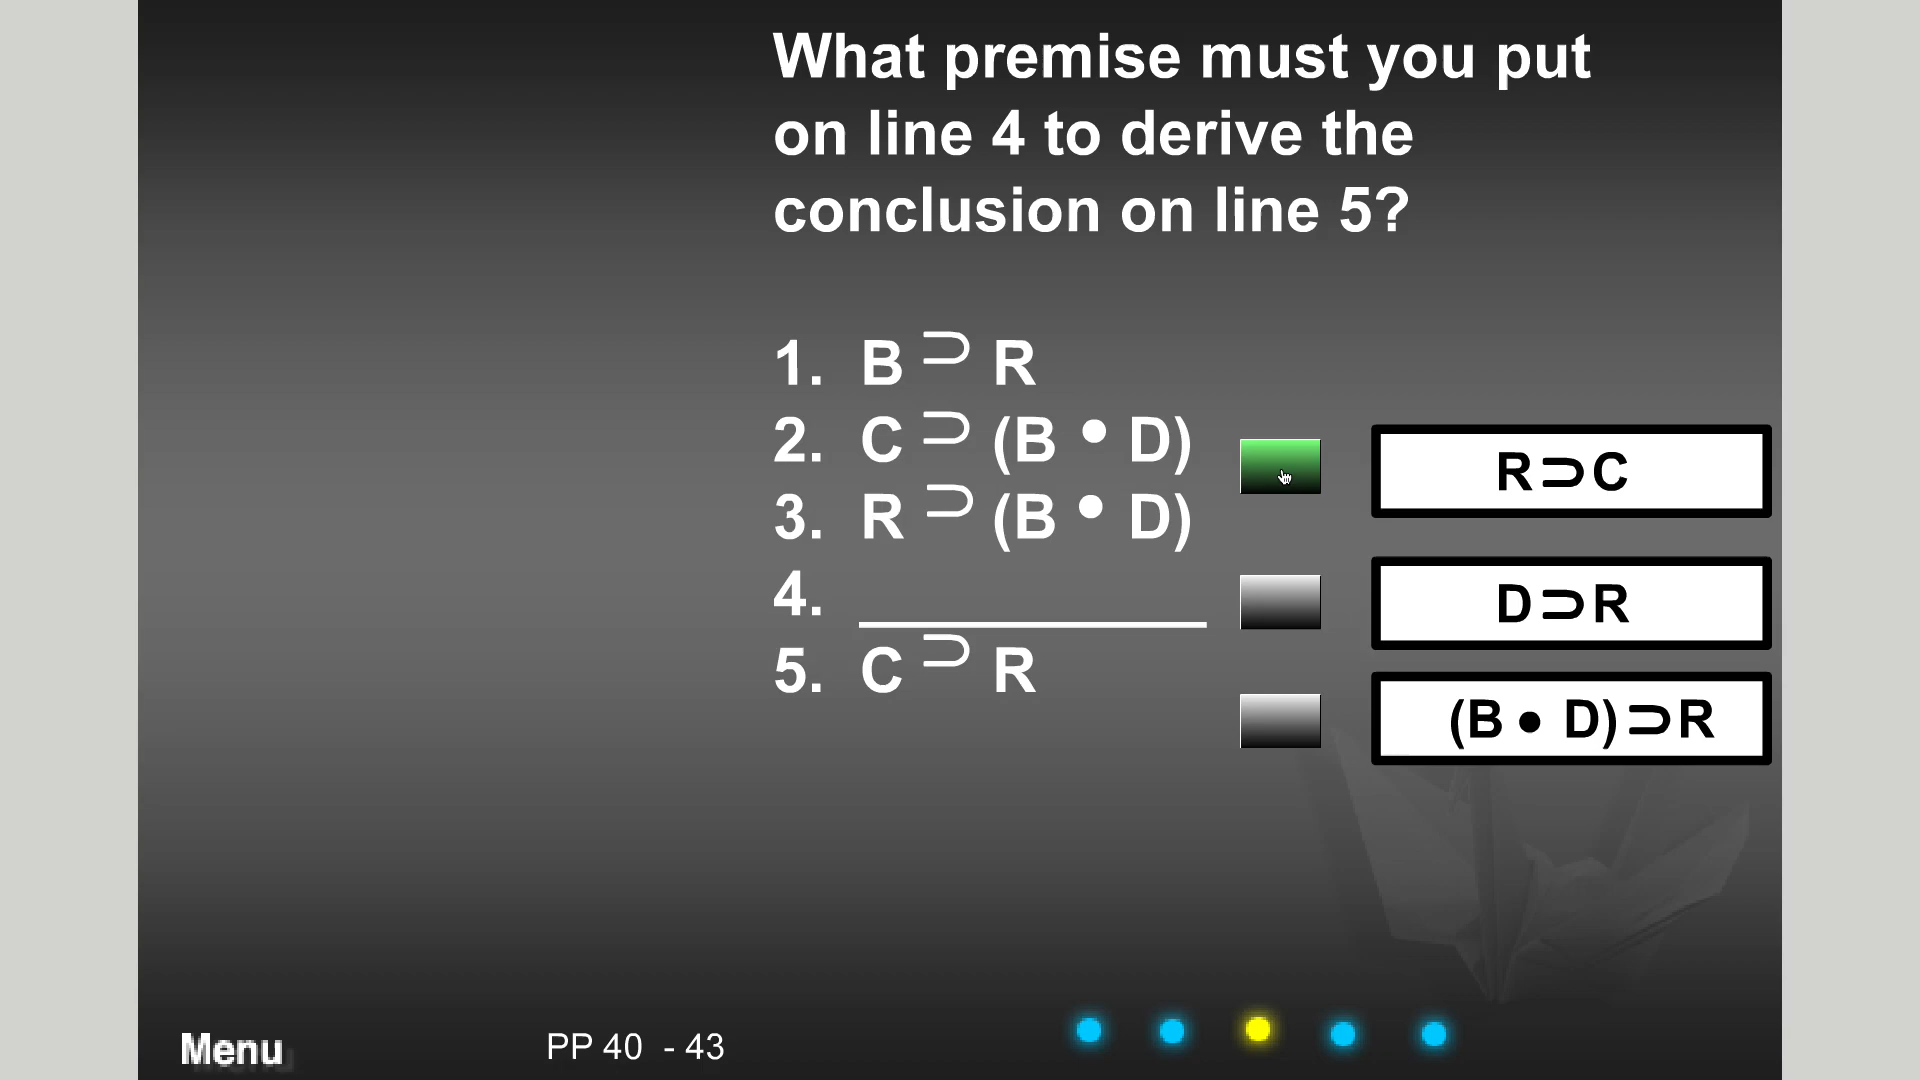 What premise must you put
on line 4 to derive the
conclusion on line 5?
1. B ⊃ R
2. C ⊃ (B • D)
3. R ⊃ (B • D)
4.
5. C ⊃ R
R⊃C
D⊃R
(B • D)⊃R
Menu
PP 40 - 43